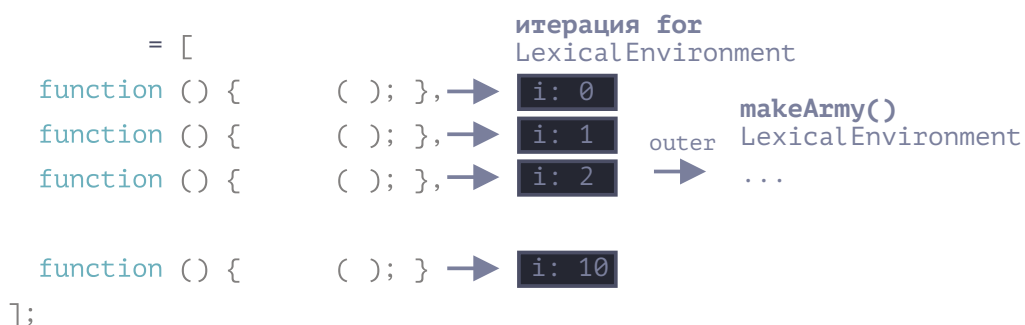 итерация for
LexicalEnvironment
= [
function () { ( ); }, i: 0
makeArmy()
LexicalEnvironment
function () { ( ); }, i: 1
outer
function () { ( ); }, i: 2
...
function () { ( ); } i: 10
];